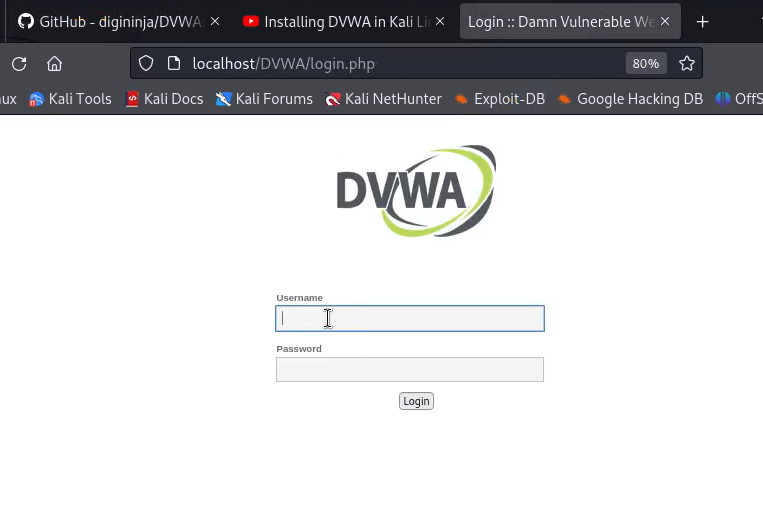 GitHub - digininja/DVWA: Installing DVWA in Kali Li Login :: Damn Vulnerable We
localhost/DVWA/login.php 80%
ux Kali Tools Kali Docs Kali Forums Kali NetHunter Exploit-DB Google Hacking DB OffS
DVWA
Username
Password
Login